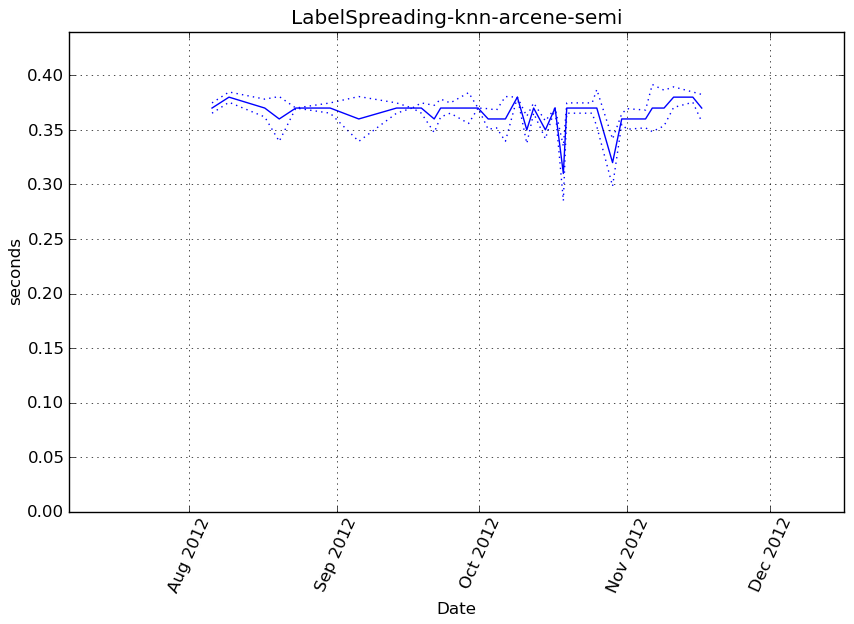 LabelSpreading-knn-arcene-semi
0.40
0.35
0.30
0.25
0.20
0.15
0.10
0.05
0.00
seconds
Aug 2012
Sep 2012
Oct 2012
Nov 2012
Dec 2012
Date